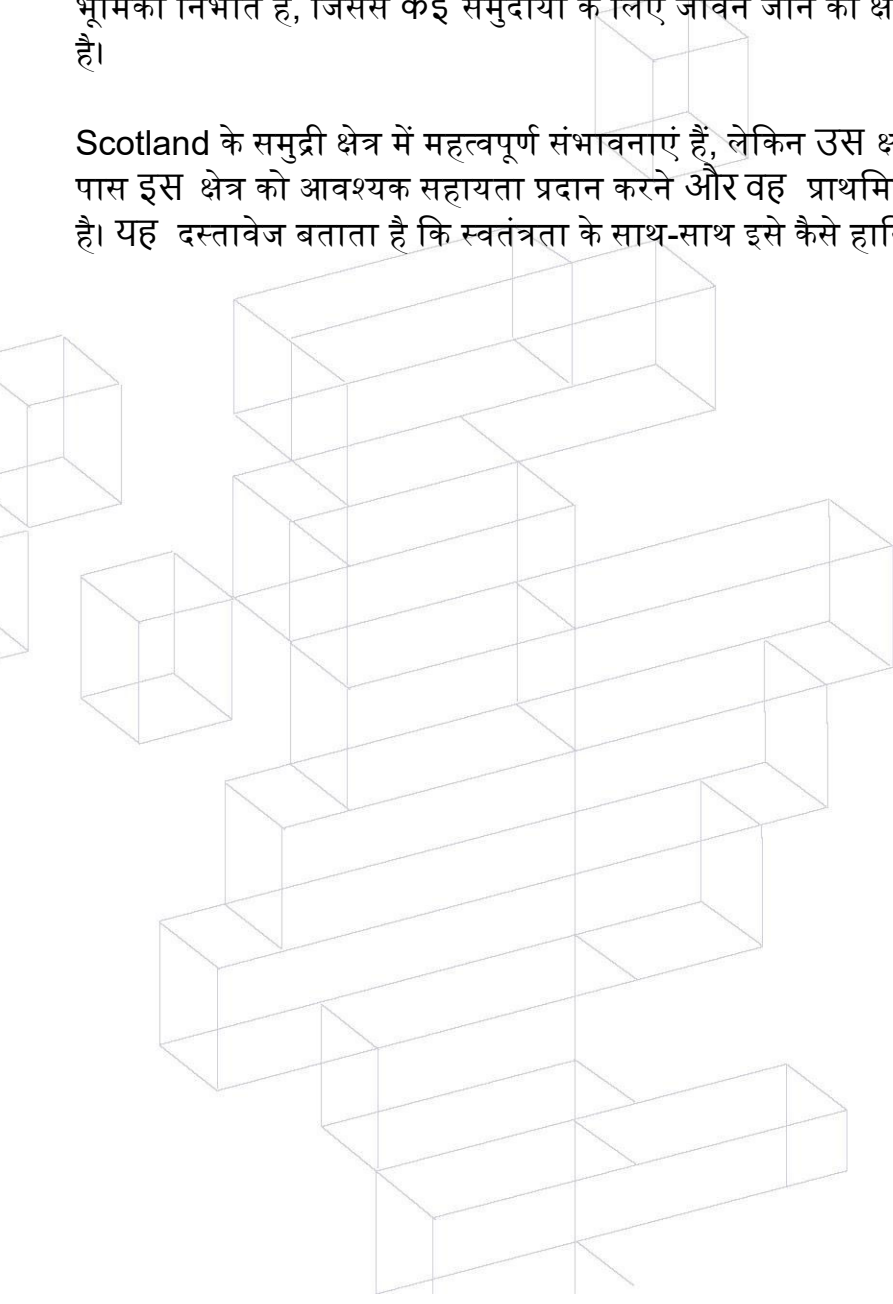 भूमिका निभाते हैं, जिससे कई समुदायों के लिए जीवन जीने का
है।
Scotland के समुद्री क्षेत्र में महत्वपूर्ण संभावनाएं हैं, लेकिन उस
पास इस क्षेत्र को आवश्यक सहायता प्रदान करने और वह
है। यह दस्तावेज बताता है कि स्वतंत्रता के साथ-साथ इसे कैसे